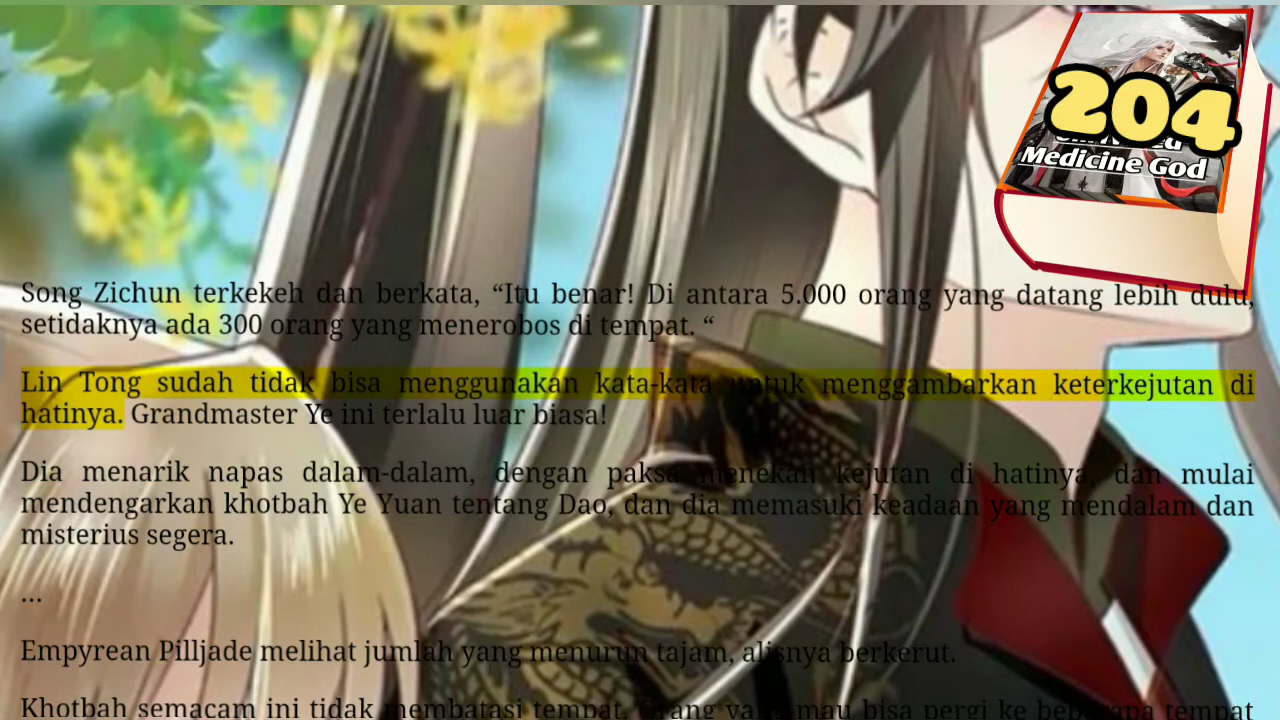 204
Medicine God
Song Zichun terkekeh dan berkata, “Itu benar! Di antara 5.000 orang yang datang lebih dulu,
setidaknya ada 300 orang yang menerobos di tempat. “
Lin Tong sudah tidak bisa menggunakan kata-kata untuk menggambarkan keterkejutan di
hatinya. Grandmaster Ye ini terlalu luar biasa!
Dia menarik napas dalam-dalam, dengan paksa menekan kejutan di hatinya, dan mulai
mendengarkan khotbah Ye Yuan tentang Dao, dan dia memasuki keadaan yang mendalam dan
misterius segera.
...
Empyrean Pilljade melihat jumlah yang menurun tajam, alisnya berkerut.
Khotbah semacam ini tidak membatasi tempat. Orang yang mau bisa pergi ke beberapa tempat